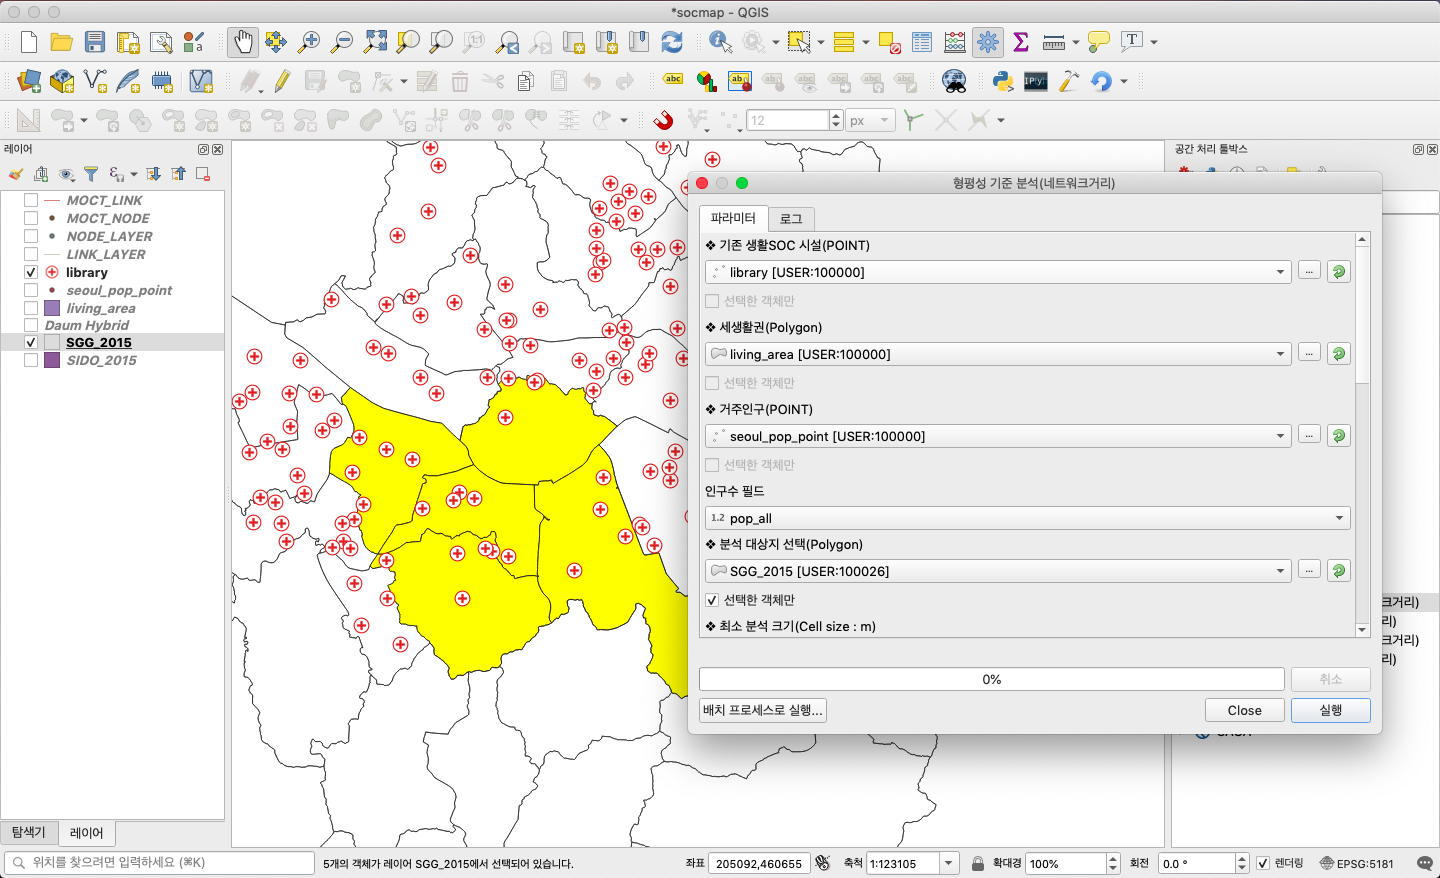 *socmap - QGIS
abc
ab
IP[y]:
12
px
레이어
MOCT_LINK
MOCT_NODE
NODE_LAYER
LINK_LAYER
library
seoul_pop_point
living_area
Daum Hybrid
SGG_2015
SIDO_2015
공간 처리 툴박스
형평성 기준 분석(네트워크거리)
파라미터
로그
❖ 기존 생활SOC 시설(POINT)
library [USER:100000]
...
선택한 객체만
❖ 세생활권(Polygon)
living_area [USER:100000]
...
선택한 객체만
❖ 거주인구(POINT)
seoul_pop_point [USER:100000]
...
선택한 객체만
인구수 필드
1.2 pop_all
❖ 분석 대상지 선택(Polygon)
SGG_2015 [USER:100026]
...
선택한 객체만
❖ 최소 분석 크기(Cell size : m)
크거리)
리)
크거리)
리)
0%
취소
배치 프로세스로 실행...
Close
실행
탐색기
레이어
위치를 찾으려면 입력하세요 (⌘K)
5개의 객체가 레이어 SGG_2015에서 선택되어 있습니다.
좌표 205092,460655
축척 1:123105
확대경 100%
회전 0.0 °
렌더링
EPSG:5181